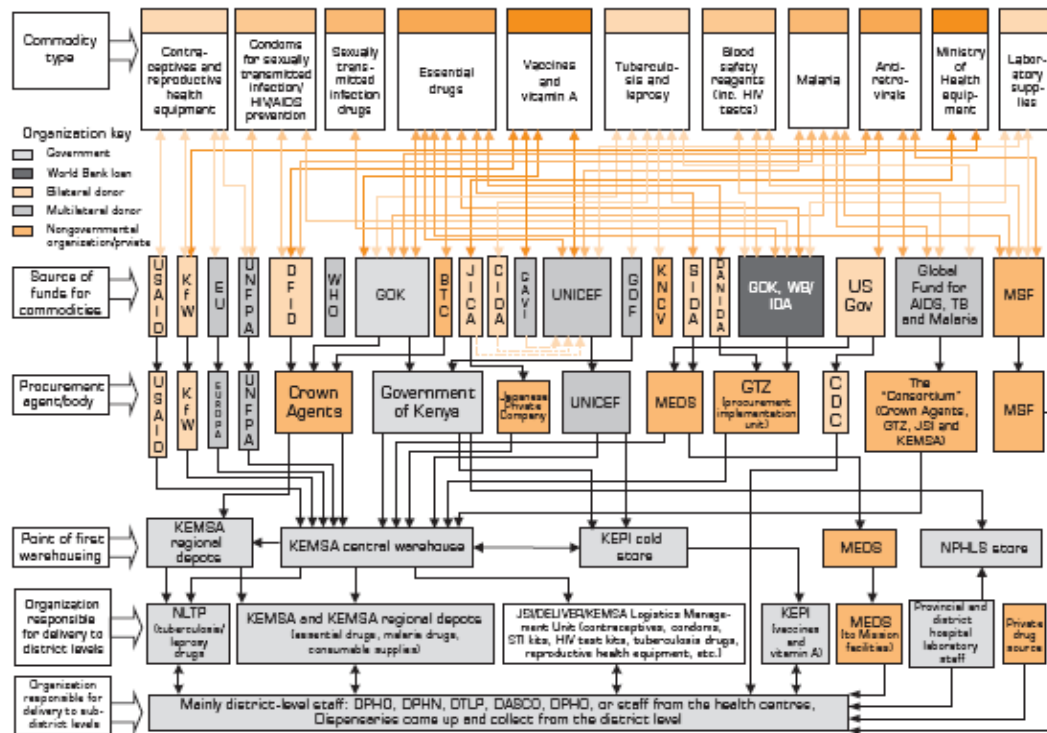 Commodity
type
Contra-
ceptives and
reproductive
health
equipment
Condoms
for sexually
transmitted
infection/
HIV/AIDS
prevention
Sexually
trans-
mitted
infection
drugs
Essential
drugs
Vaccines
and
vitamin A
Tuberculo-
sis and
leprosy
Blood
safety
reagents
(inc. HIV
tests)
Malaria
Anti-
retro-
virals
Ministry
of Health
equip-
ment
Labor-
atory
supp-
lies
Organization key
Government
World Bank loan
Bilateral donor
Multilateral donor
Nongovernmental
organization/private
Source of
funds for
commodities
USAID
KfW
EU
UNFPA
DFID
WHO
GOK
BTC
JICA
CIDA
GAVI
UNICEF
GDF
KNCV
SIDA
DANIDA
GOK, WB/
IDA
US
Gov
Global
Fund for
AIDS, TB
and Malaria
MSF
Procurement
agent/body
USAID
KfW
EUROPA
UNFPA
Crown
Agents
Government
of Kenya
Japanese
Private
Company
UNICEF
MEDS
GTZ
(procurement
implementation
unit)
CDC
The
"Consortium"
(Crown Agents,
GTZ, JSI and
KEMSA)
MSF
Point of first
warehousing
KEMSA
regional
depots
KEMSA central warehouse
KEPI cold
store
MEDS
NPHLS store
Organization
responsible
for delivery to
district levels
NLTP
(tuberculosis/
leprosy
drugs)
KEMSA and KEMSA regional depots
(essential drugs, malaria drugs,
consumable supplies)
JSI/DELIVER/KEMSA Logistics Manage-
ment Unit (contraceptives, condoms,
STI kits, HIV test kits, tuberculosis drugs,
reproductive health equipment, etc.)
KEPI
(vaccines
and
vitamin A)
MEDS
(to Mission
facilities)
Provincial and
district
hospital
laboratory
staff
Private
drug
source
Organization
responsible for
delivery to sub-
district levels
Mainly district-level staff: DPHO, DPHN, DTLP, DASCO, DPHO, or staff from the health centres,
Dispensaries come up and collect from the district level